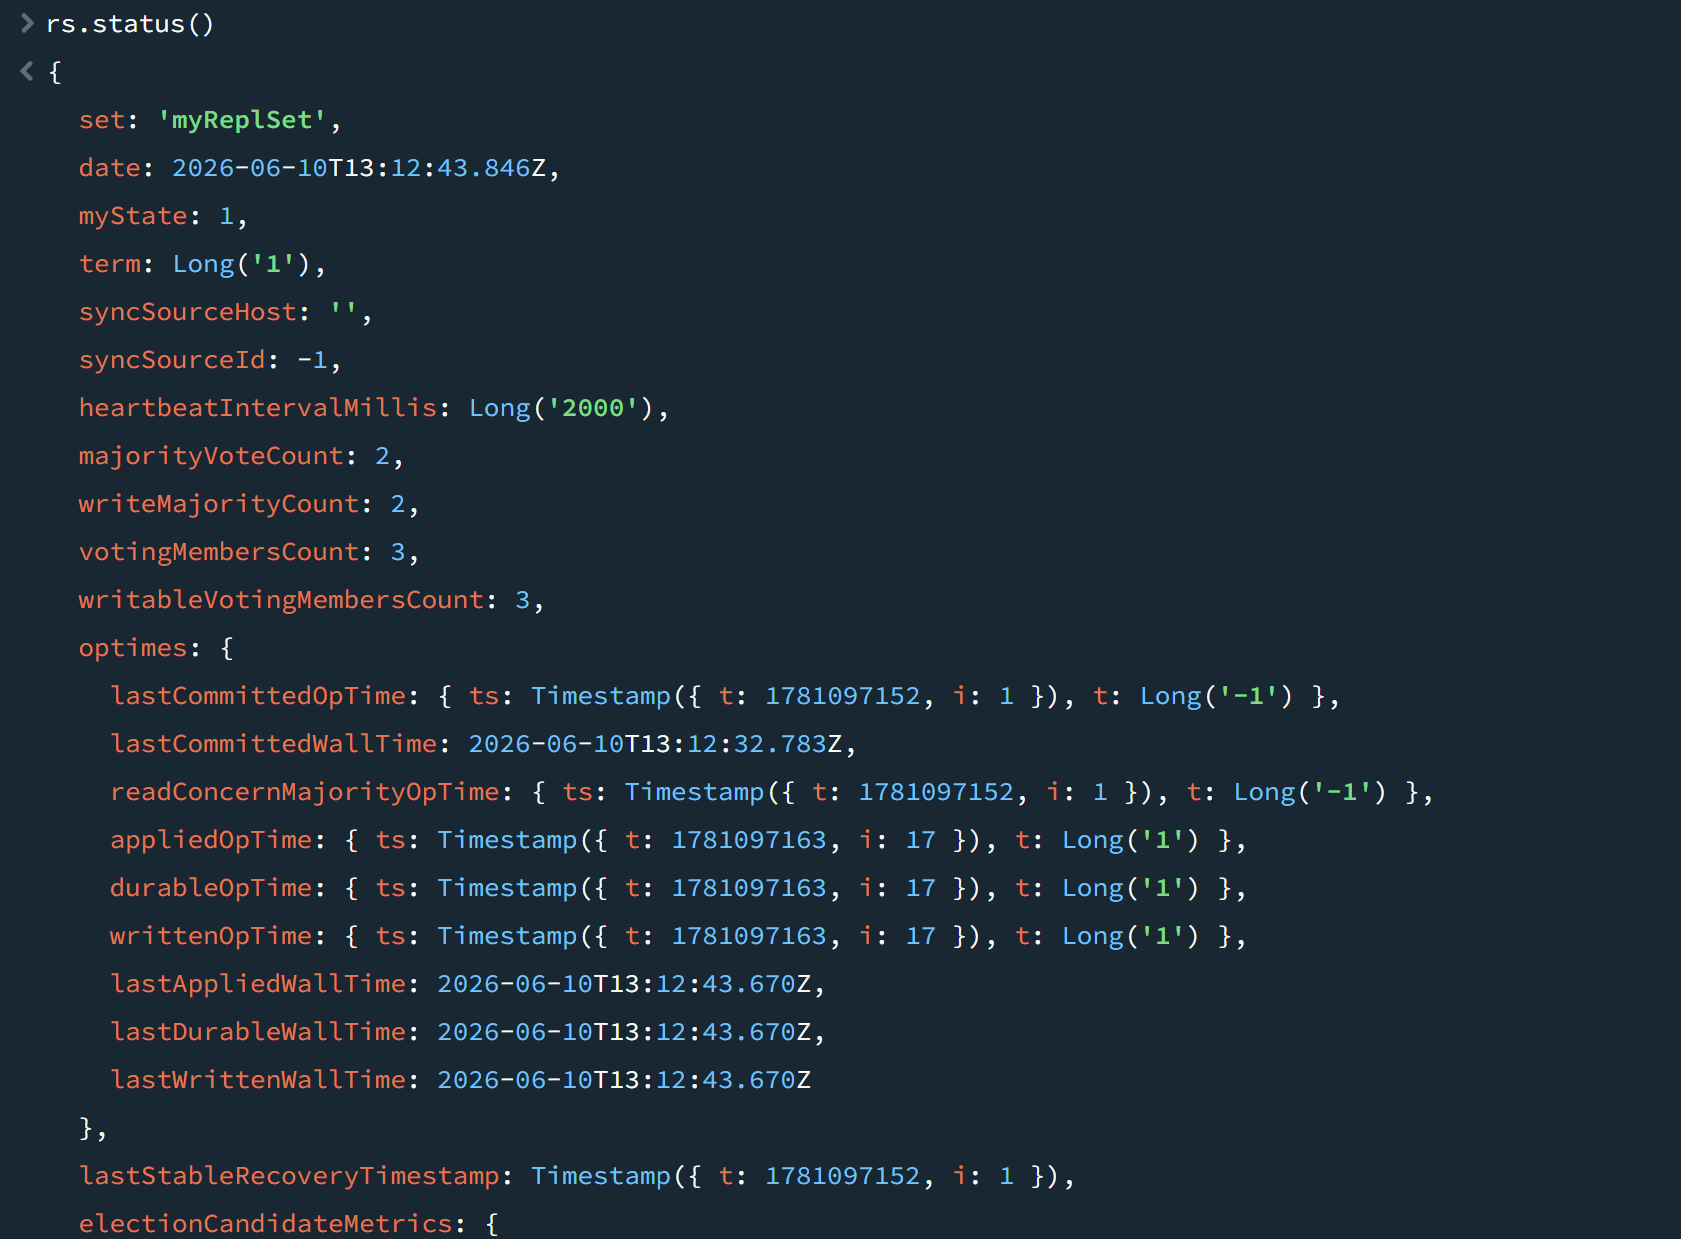 > rs.status()
< {
set: 'myReplSet',
date: 2026-06-10T13:12:43.846Z,
myState: 1,
term: Long('1'),
syncSourceHost: '',
syncSourceId: -1,
heartbeatIntervalMillis: Long('2000'),
majorityVoteCount: 2,
writeMajorityCount: 2,
votingMembersCount: 3,
writableVotingMembersCount: 3,
optimes: {
lastCommittedOpTime: { ts: Timestamp({ t: 1781097152, i: 1 }), t: Long('-1') },
lastCommittedWallTime: 2026-06-10T13:12:32.783Z,
readConcernMajorityOpTime: { ts: Timestamp({ t: 1781097152, i: 1 }), t: Long('-1') },
appliedOpTime: { ts: Timestamp({ t: 1781097163, i: 17 }), t: Long('1') },
durableOpTime: { ts: Timestamp({ t: 1781097163, i: 17 }), t: Long('1') },
writtenOpTime: { ts: Timestamp({ t: 1781097163, i: 17 }), t: Long('1') },
lastAppliedWallTime: 2026-06-10T13:12:43.670Z,
lastDurableWallTime: 2026-06-10T13:12:43.670Z,
lastWrittenWallTime: 2026-06-10T13:12:43.670Z
},
lastStableRecoveryTimestamp: Timestamp({ t: 1781097152, i: 1 }),
electionCandidateMetrics: {